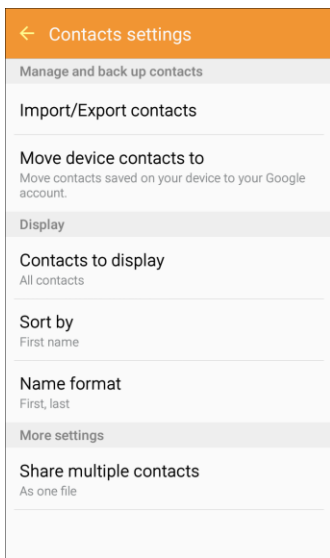 Contacts settings
Manage and back up contacts
Import/Export contacts
Move device contacts to
Move contacts saved on your device to your Google
account.
Display
Contacts to display
All contacts
Sort by
First name
Name format
First, last
More settings
Share multiple contacts
As one file